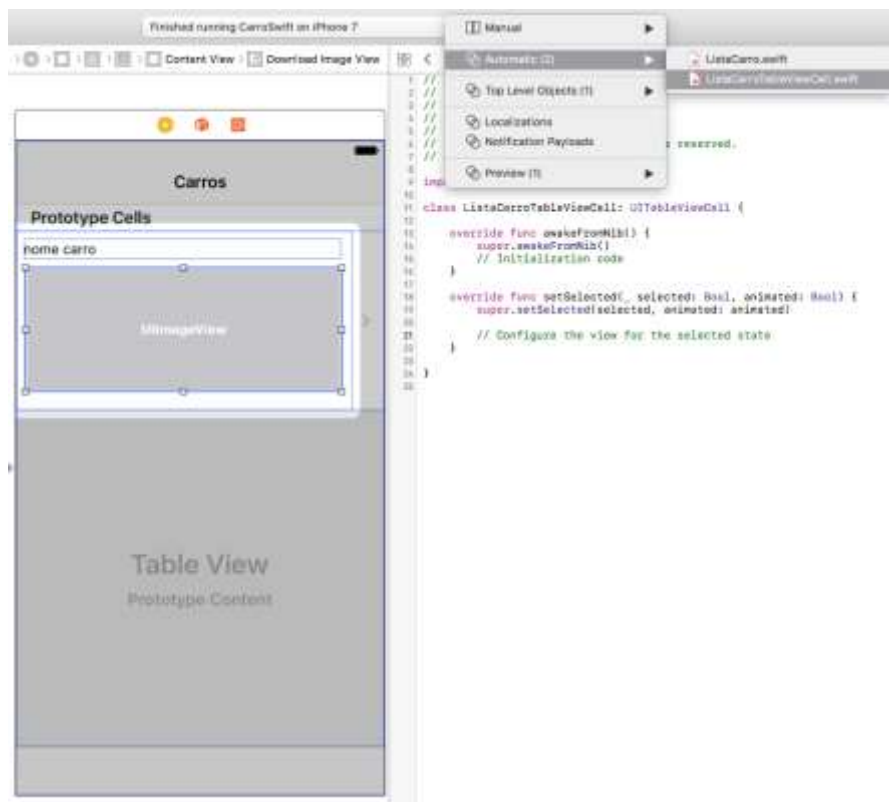 Finished running CarroSwift on iPhone 7
Content View
Download Image View
Manual
Automatic (2)
ListaCarro.swift
ListaCarroTableViewCell.swift
Top Level Objects (1)
Localizations
Notification Payloads
reserved.
Preview (1)
Carros
Prototype Cells
nome carro
UIImageView
Table View
Prototype Content
class ListaCarroTableViewCell: UITableViewCell {
override func awakeFromNib() {
super.awakeFromNib()
// Initialization code
}
override func setSelected(_ selected: Bool, animated: Bool) {
super.setSelected(selected, animated: animated)
// Configure the view for the selected state
}
}